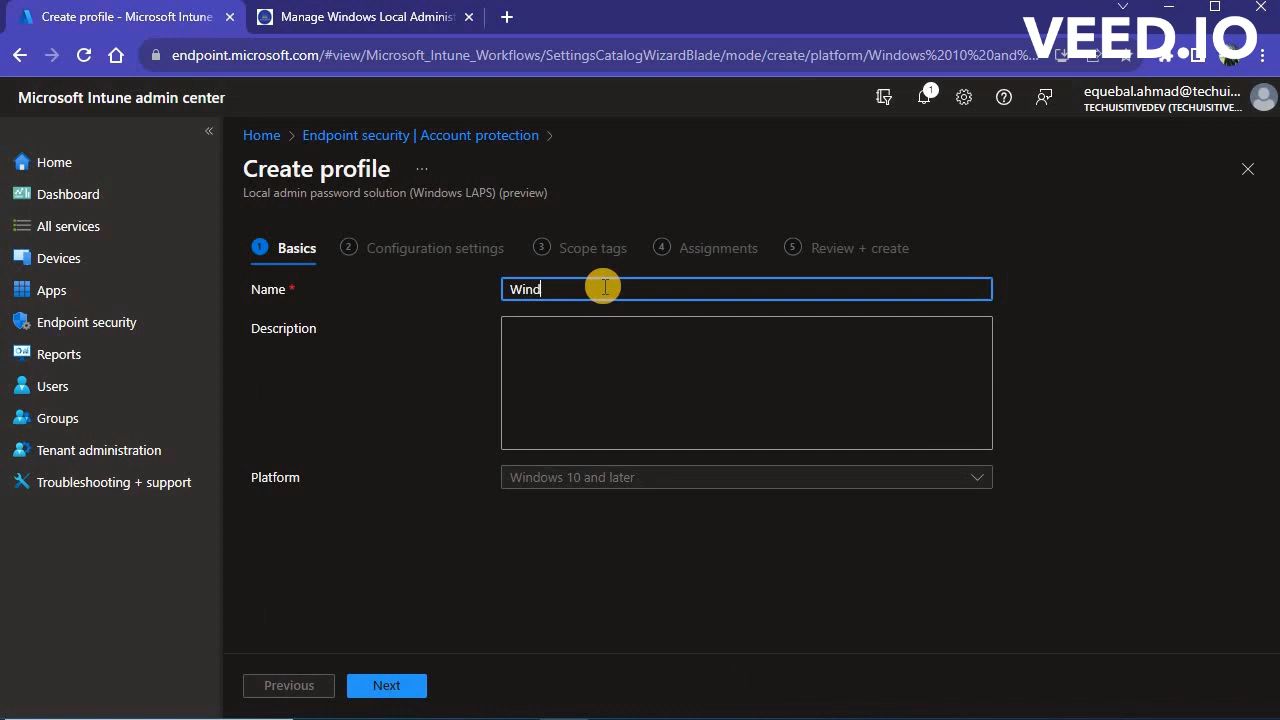 Create profile - Microsoft Intune
Manage Windows Local Administ
VEED.IO
endpoint.microsoft.com/#view/Microsoft_Intune_Workflows/SettingsCatalogWizardBlade/mode/create/platform/Windows%2010%20and%...
Microsoft Intune admin center
1
equebal.ahmad@techui...
TECHUISITIVEDEV (TECHUISITIVE...
Home
Dashboard
All services
Devices
Apps
Endpoint security
Reports
Users
Groups
Tenant administration
Troubleshooting + support
Home > Endpoint security | Account protection >
Create profile ...
Local admin password solution (Windows LAPS) (preview)
1 Basics 2 Configuration settings 3 Scope tags 4 Assignments 5 Review + create
Name * Wind
Description
Platform Windows 10 and later
Previous Next